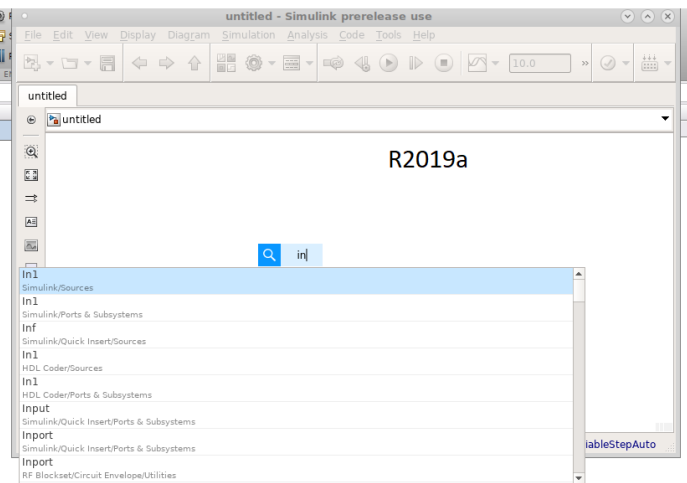 untitled - Simulink prerelease use
File Edit View Display Diagram Simulation Analysis Code Tools Help
10.0 »
untitled
untitled
R2019a
in
In1
Simulink/Sources
In1
Simulink/Ports & Subsystems
Inf
Simulink/Quick Insert/Sources
In1
HDL Coder/Sources
In1
HDL Coder/Ports & Subsystems
Input
Simulink/Quick Insert/Ports & Subsystems
Inport
Simulink/Quick Insert/Ports & Subsystems
Inport
RF Blockset/Circuit Envelope/Utilities
iableStepAuto